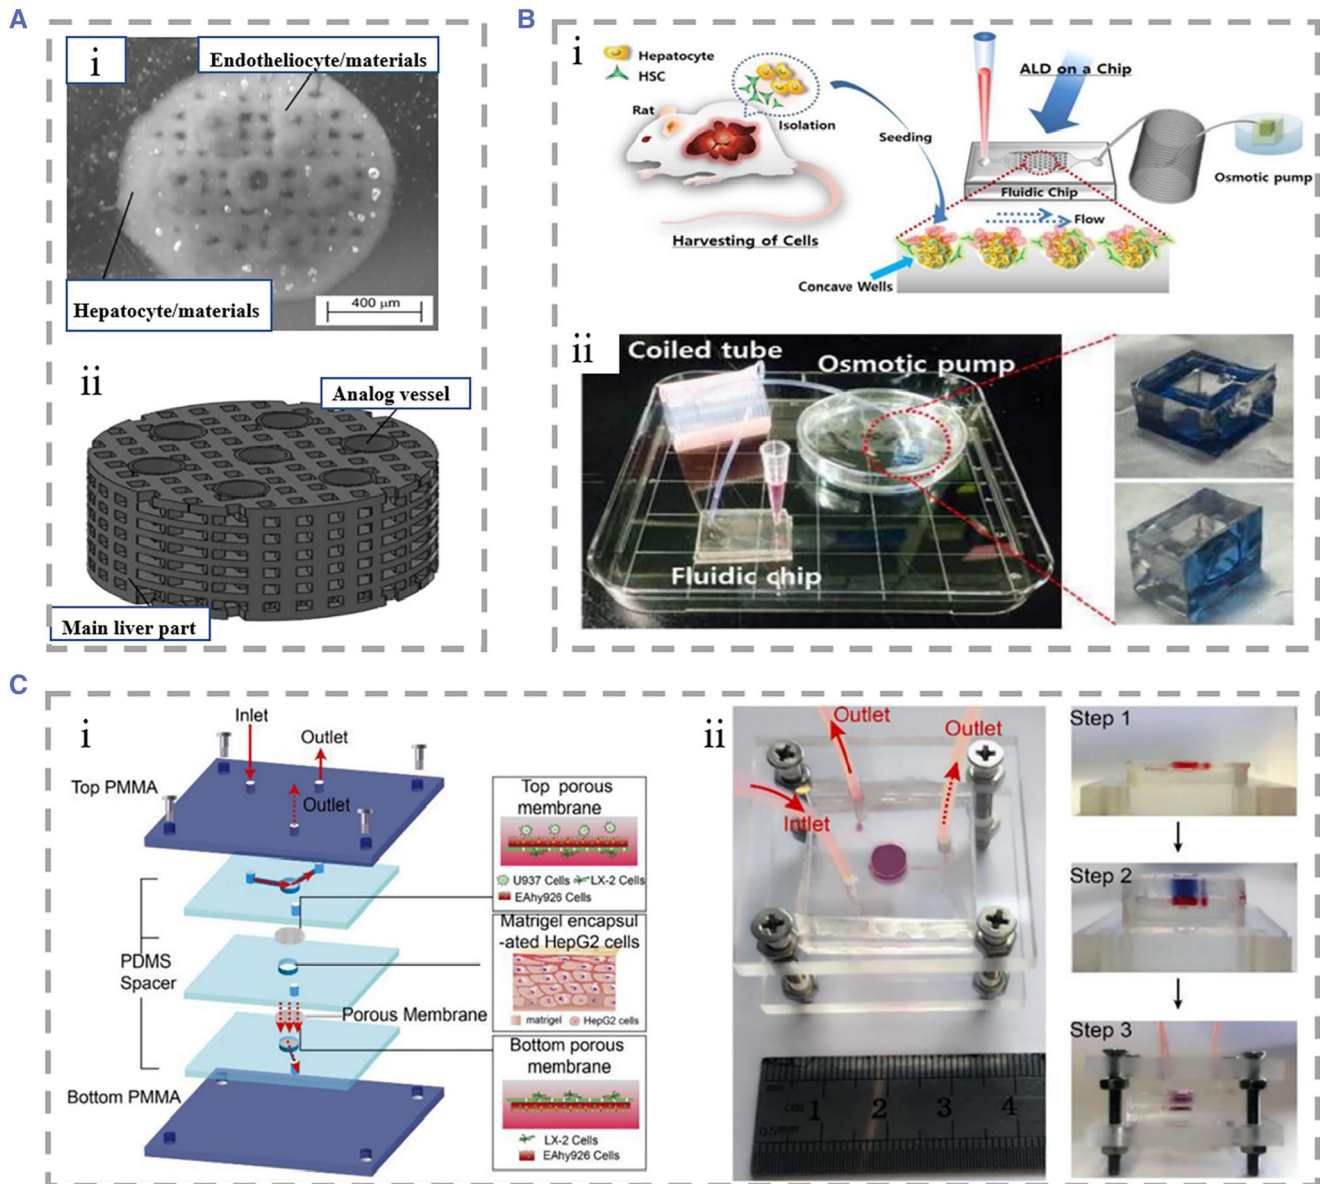 A
i
Endotheliocyte/materials
Hepatocyte/materials
400 μm
ii
Analog vessel
Main liver part
B
i
Hepatocyte
HSC
Rat
Isolation
Harvesting of Cells
Seeding
ALD on a Chip
Fluidic Chip
Osmotic pump
Flow
Concave Wells
ii
Coiled tube
Osmotic pump
Fluidic chip
C
i
Inlet
Outlet
Top PMMA
Outlet
PDMS
Spacer
Porous Membrane
Bottom PMMA
Top porous
membrane
U937 Cells
LX-2 Cells
EAhy926 Cells
Matrigel encapsul
-ated HepG2 cells
matrigel
HepG2 cells
Bottom porous
membrane
LX-2 Cells
EAhy926 Cells
ii
Outlet
Outlet
Intlet
cm 1 2 3 4
0.5mm
Step 1
Step 2
Step 3